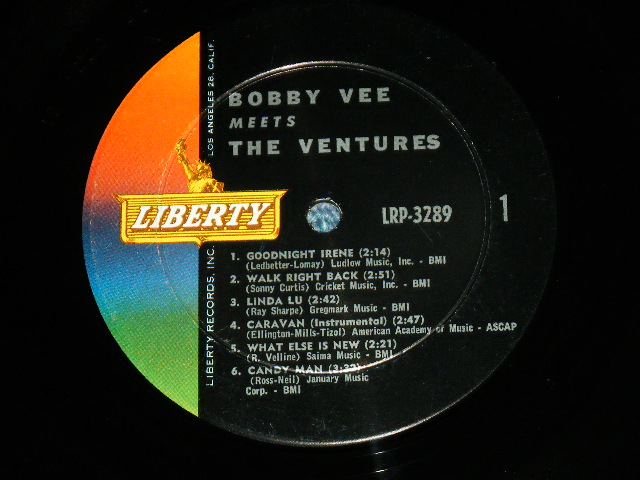 BOBBY VEE
MEETS
THE VENTURES
LIBERTY
LRP-3289
1
1. GOODNIGHT IRENE (2:14)
(Ledbetter-Lomay) Ludlow Music, Inc. - BMI
2. WALK RIGHT BACK (2:51)
(Sonny Curtis) Cricket Music, Inc. - BMI
3. LINDA LU (2:42)
(Ray Sharpe) Gregmark Music - BMI
4. CARAVAN (Instrumental) (2:47)
(Ellington-Mills-Tizol) American Academy of Music - ASCAP
5. WHAT ELSE IS NEW (2:21)
(R. Velline) Saima Music - BMI
6. CANDY MAN
(Ross-Neil) January Music
Corp. - BMI
LIBERTY RECORDS, INC. LOS ANGELES 28, CALIF.